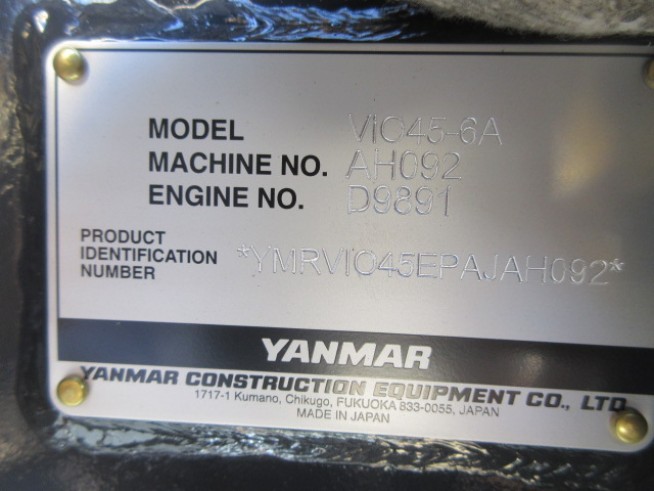 MODEL VIO45-6A
MACHINE NO. AH092
ENGINE NO. D9891
PRODUCT
IDENTIFICATION
NUMBER
*YMRVIO45EPAJAH092*
YANMAR
YANMAR CONSTRUCTION EQUIPMENT CO., LTD
1717-1 Kumano, Chikugo, FUKUOKA 833-0055, JAPAN
MADE IN JAPAN